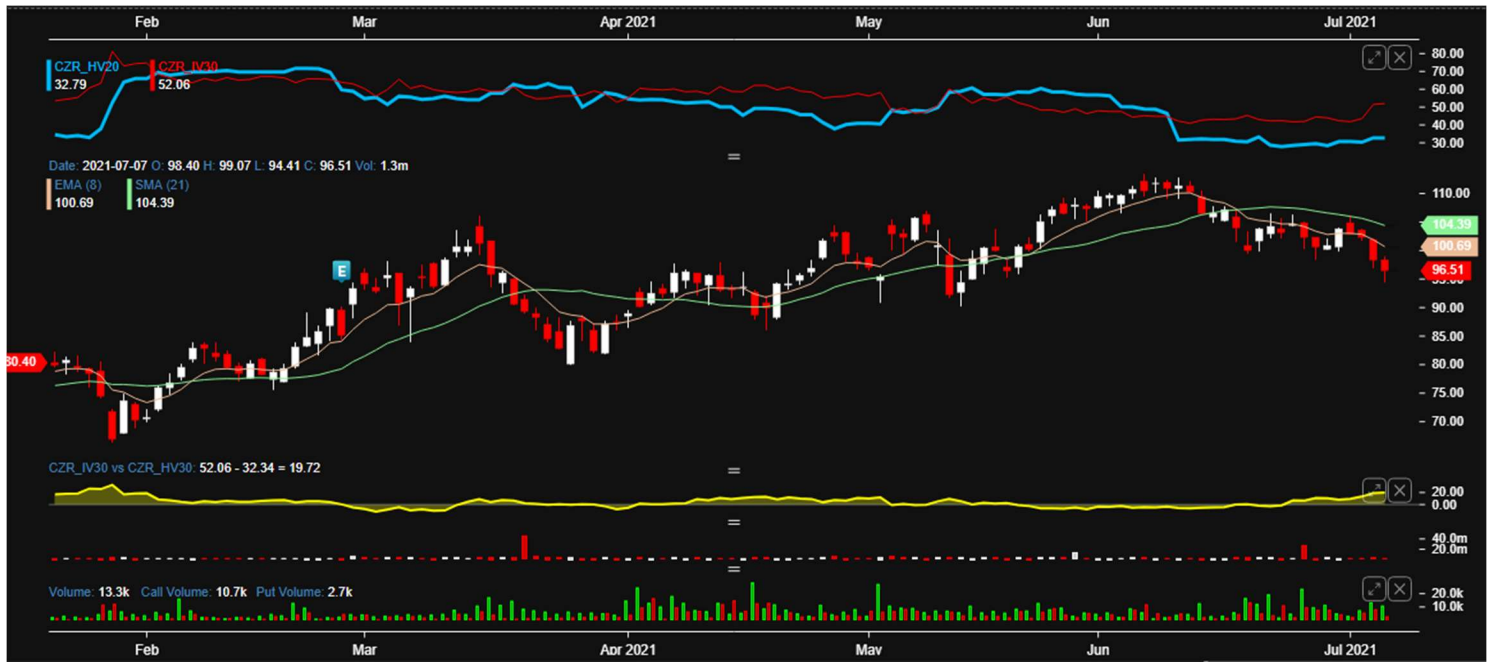 Feb Mar Apr 2021 May Jun Jul 2021
CZR_HV20 CZR_IV30
32.79 52.06
80.00
70.00
60.00
50.00
40.00
30.00
Date: 2021-07-07 O: 98.40 H: 99.07 L: 94.41 C: 96.51 Vol: 1.3m
EMA (8) SMA (21)
100.69 104.39
E
110.00
104.39
100.69
96.51
90.00
85.00
80.00
75.00
70.00
CZR_IV30 vs CZR_HV30: 52.06 - 32.34 = 19.72
20.00
0.00
40.0m
20.0m
Volume: 13.3k Call Volume: 10.7k Put Volume: 2.7k
20.0k
10.0k
Feb Mar Apr 2021 May Jun Jul 2021